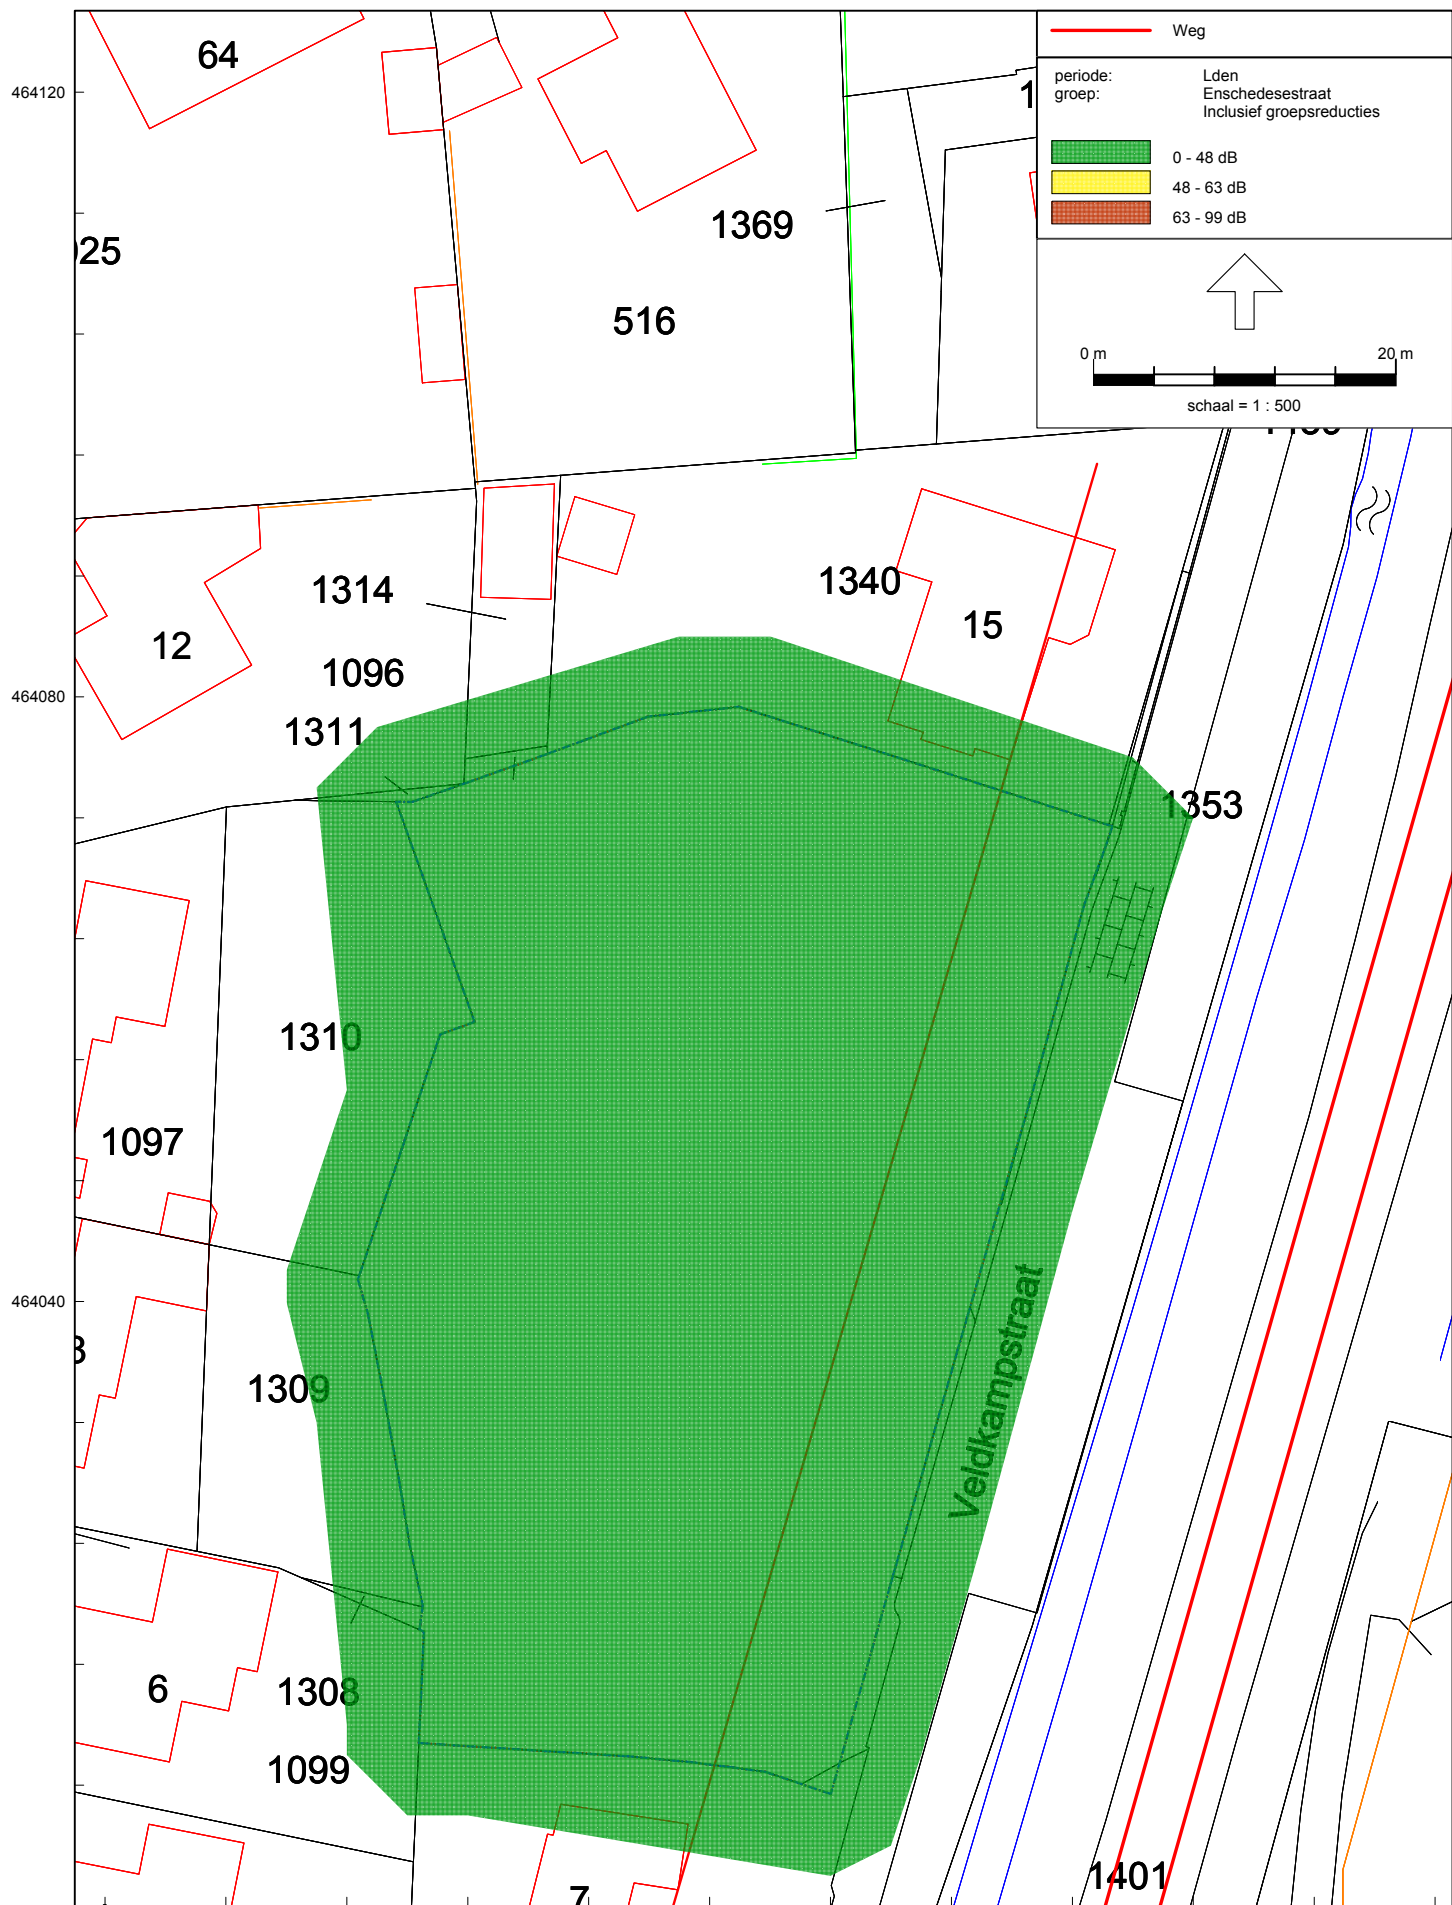 Weg
periode: Lden
groep: Enschedesestraat
Inclusief groepsreducties
0 - 48 dB
48 - 63 dB
63 - 99 dB
0 m 20 m
schaal = 1 : 500
64
464120
1369
516
1314
1340
15
12
1096
464080
1311
1353
1310
1097
464040
Veldkampstraat
1309
6
1308
1099
1401
7